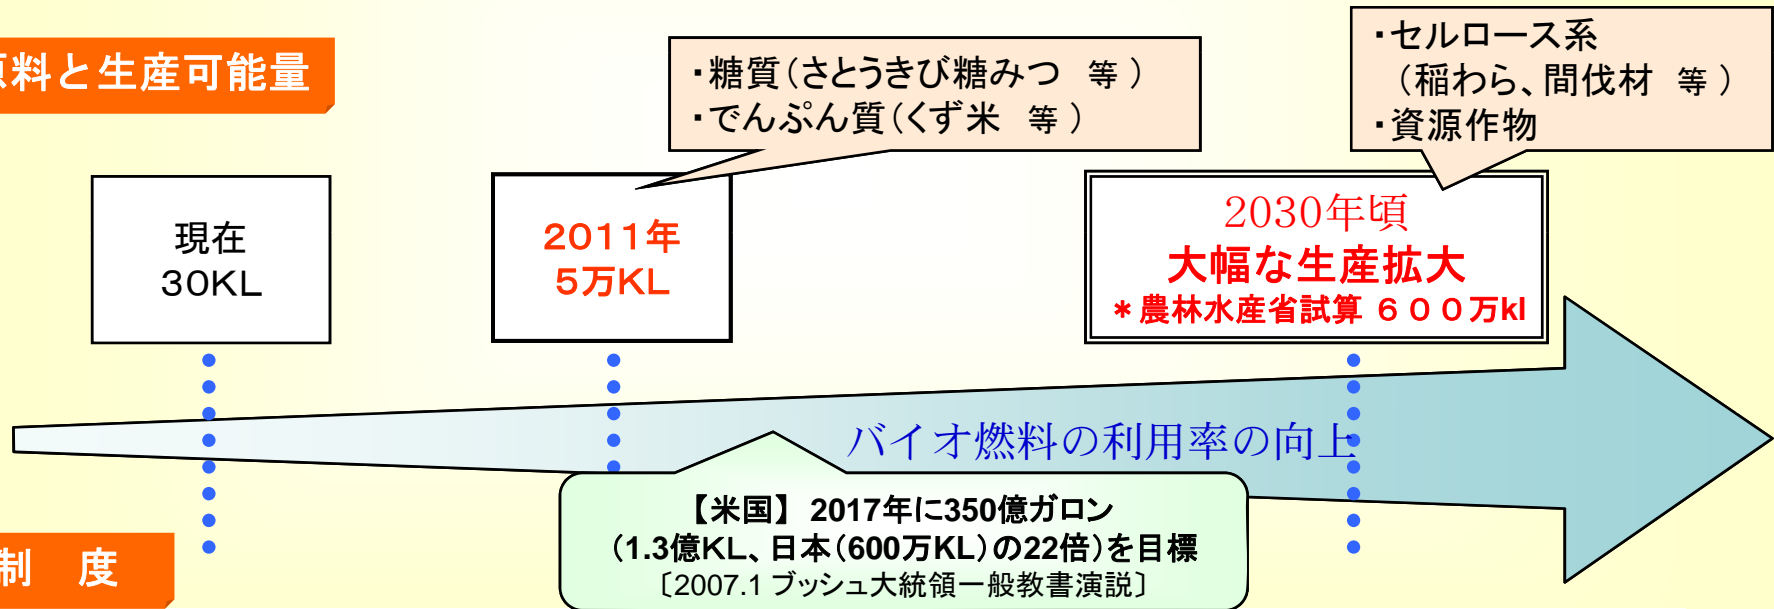 原料と生産可能量
・糖質(さとうきび糖みつ 等)
・でんぷん質(くず米 等)
・セルロース系
(稲わら、間伐材 等)
・資源作物
現在
30KL
2011年
5万KL
2030年頃
大幅な生産拡大
*農林水産省試算 600万kl
バイオ燃料の利用率の向上
【米国】 2017年に350億ガロン
(1.3億KL、日本(600万KL)の22倍)を目標
〔2007.1 ブッシュ大統領一般教書演説〕
制 度